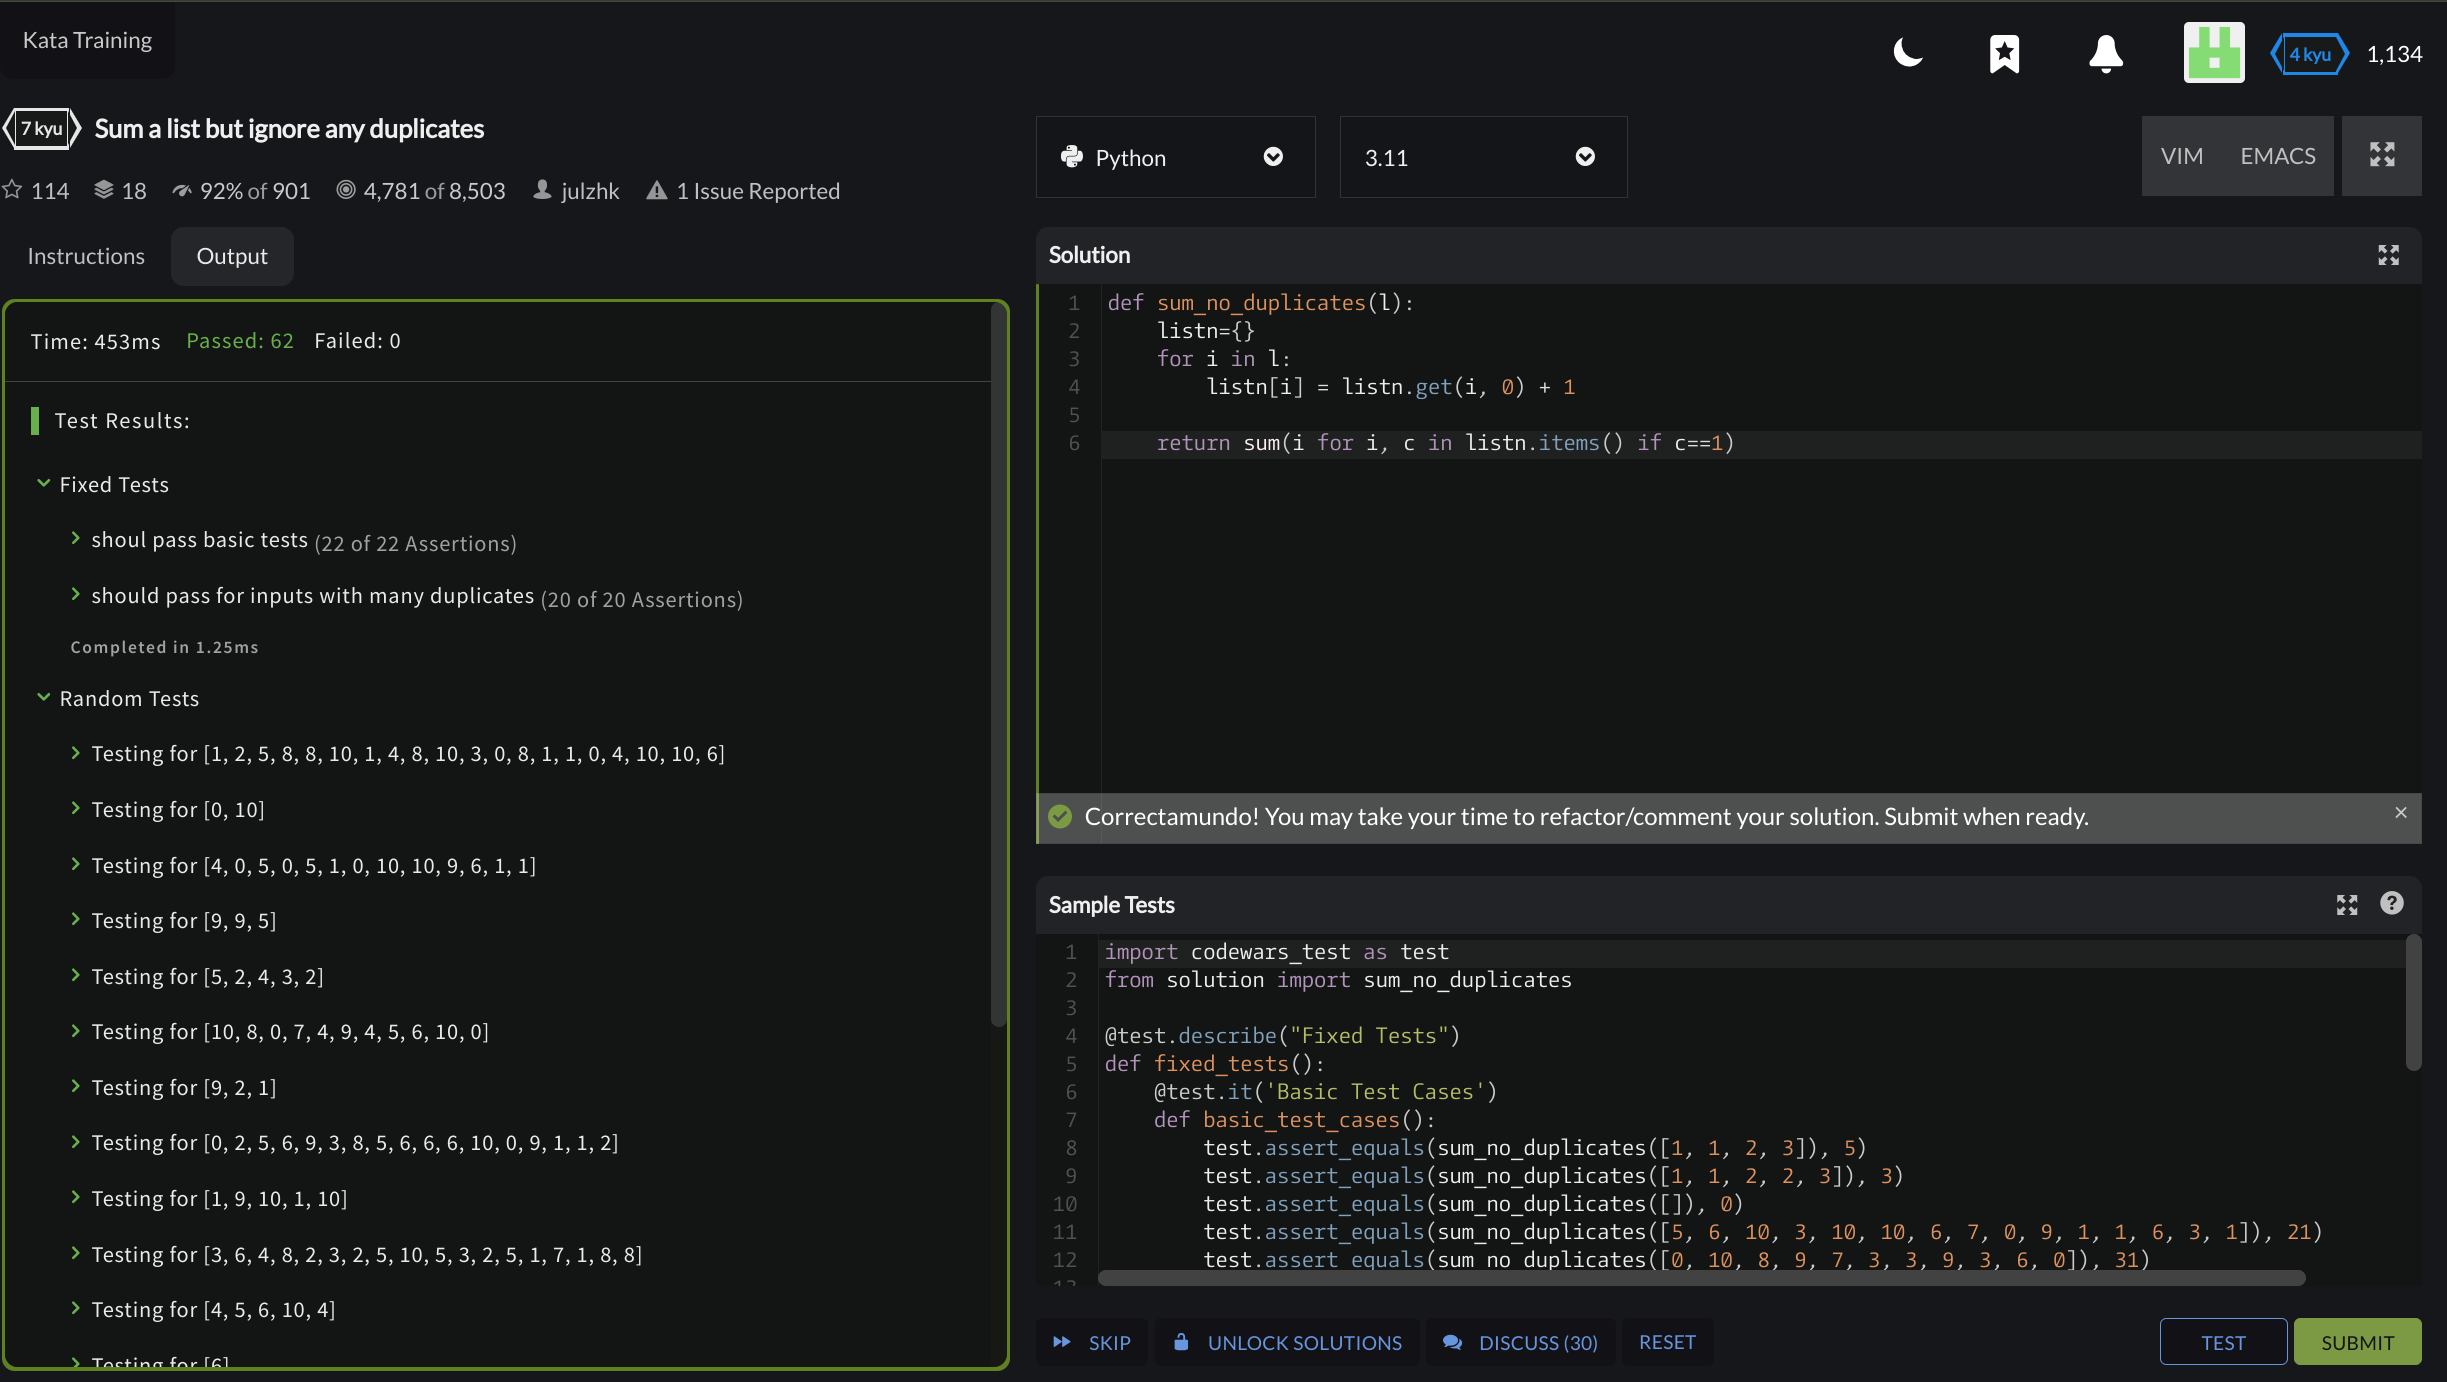 Kata Training
4 kyu 1,134
7 kyu Sum a list but ignore any duplicates
114 18 92% of 901 4,781 of 8,503 julzhk 1 Issue Reported
Instructions Output
Time: 453ms Passed: 62 Failed: 0
Test Results:
Fixed Tests
shoul pass basic tests (22 of 22 Assertions)
should pass for inputs with many duplicates (20 of 20 Assertions)
Completed in 1.25ms
Random Tests
Testing for [1, 2, 5, 8, 8, 10, 1, 4, 8, 10, 3, 0, 8, 1, 1, 0, 4, 10, 10, 6]
Testing for [0, 10]
Testing for [4, 0, 5, 0, 5, 1, 0, 10, 10, 9, 6, 1, 1]
Testing for [9, 9, 5]
Testing for [5, 2, 4, 3, 2]
Testing for [10, 8, 0, 7, 4, 9, 4, 5, 6, 10, 0]
Testing for [9, 2, 1]
Testing for [0, 2, 5, 6, 9, 3, 8, 5, 6, 6, 6, 10, 0, 9, 1, 1, 2]
Testing for [1, 9, 10, 1, 10]
Testing for [3, 6, 4, 8, 2, 3, 2, 5, 10, 5, 3, 2, 5, 1, 7, 1, 8, 8]
Testing for [4, 5, 6, 10, 4]
Testing for [6]
Python 3.11 VIM EMACS
Solution
1 def sum_no_duplicates(l):
2 listn={}
3 for i in l:
4 listn[i] = listn.get(i, 0) + 1
5
6 return sum(i for i, c in listn.items() if c==1)
Correctamundo! You may take your time to refactor/comment your solution. Submit when ready.
Sample Tests
1 import codewars_test as test
2 from solution import sum_no_duplicates
3
4 @test.describe("Fixed Tests")
5 def fixed_tests():
6 @test.it('Basic Test Cases')
7 def basic_test_cases():
8 test.assert_equals(sum_no_duplicates([1, 1, 2, 3]), 5)
9 test.assert_equals(sum_no_duplicates([1, 1, 2, 2, 3]), 3)
10 test.assert_equals(sum_no_duplicates([]), 0)
11 test.assert_equals(sum_no_duplicates([5, 6, 10, 3, 10, 10, 6, 7, 0, 9, 1, 1, 6, 3, 1]), 21)
12 test.assert_equals(sum_no_duplicates([0, 10, 8, 9, 7, 3, 3, 9, 3, 6, 0]), 31)
13
SKIP UNLOCK SOLUTIONS DISCUSS (30) RESET TEST SUBMIT